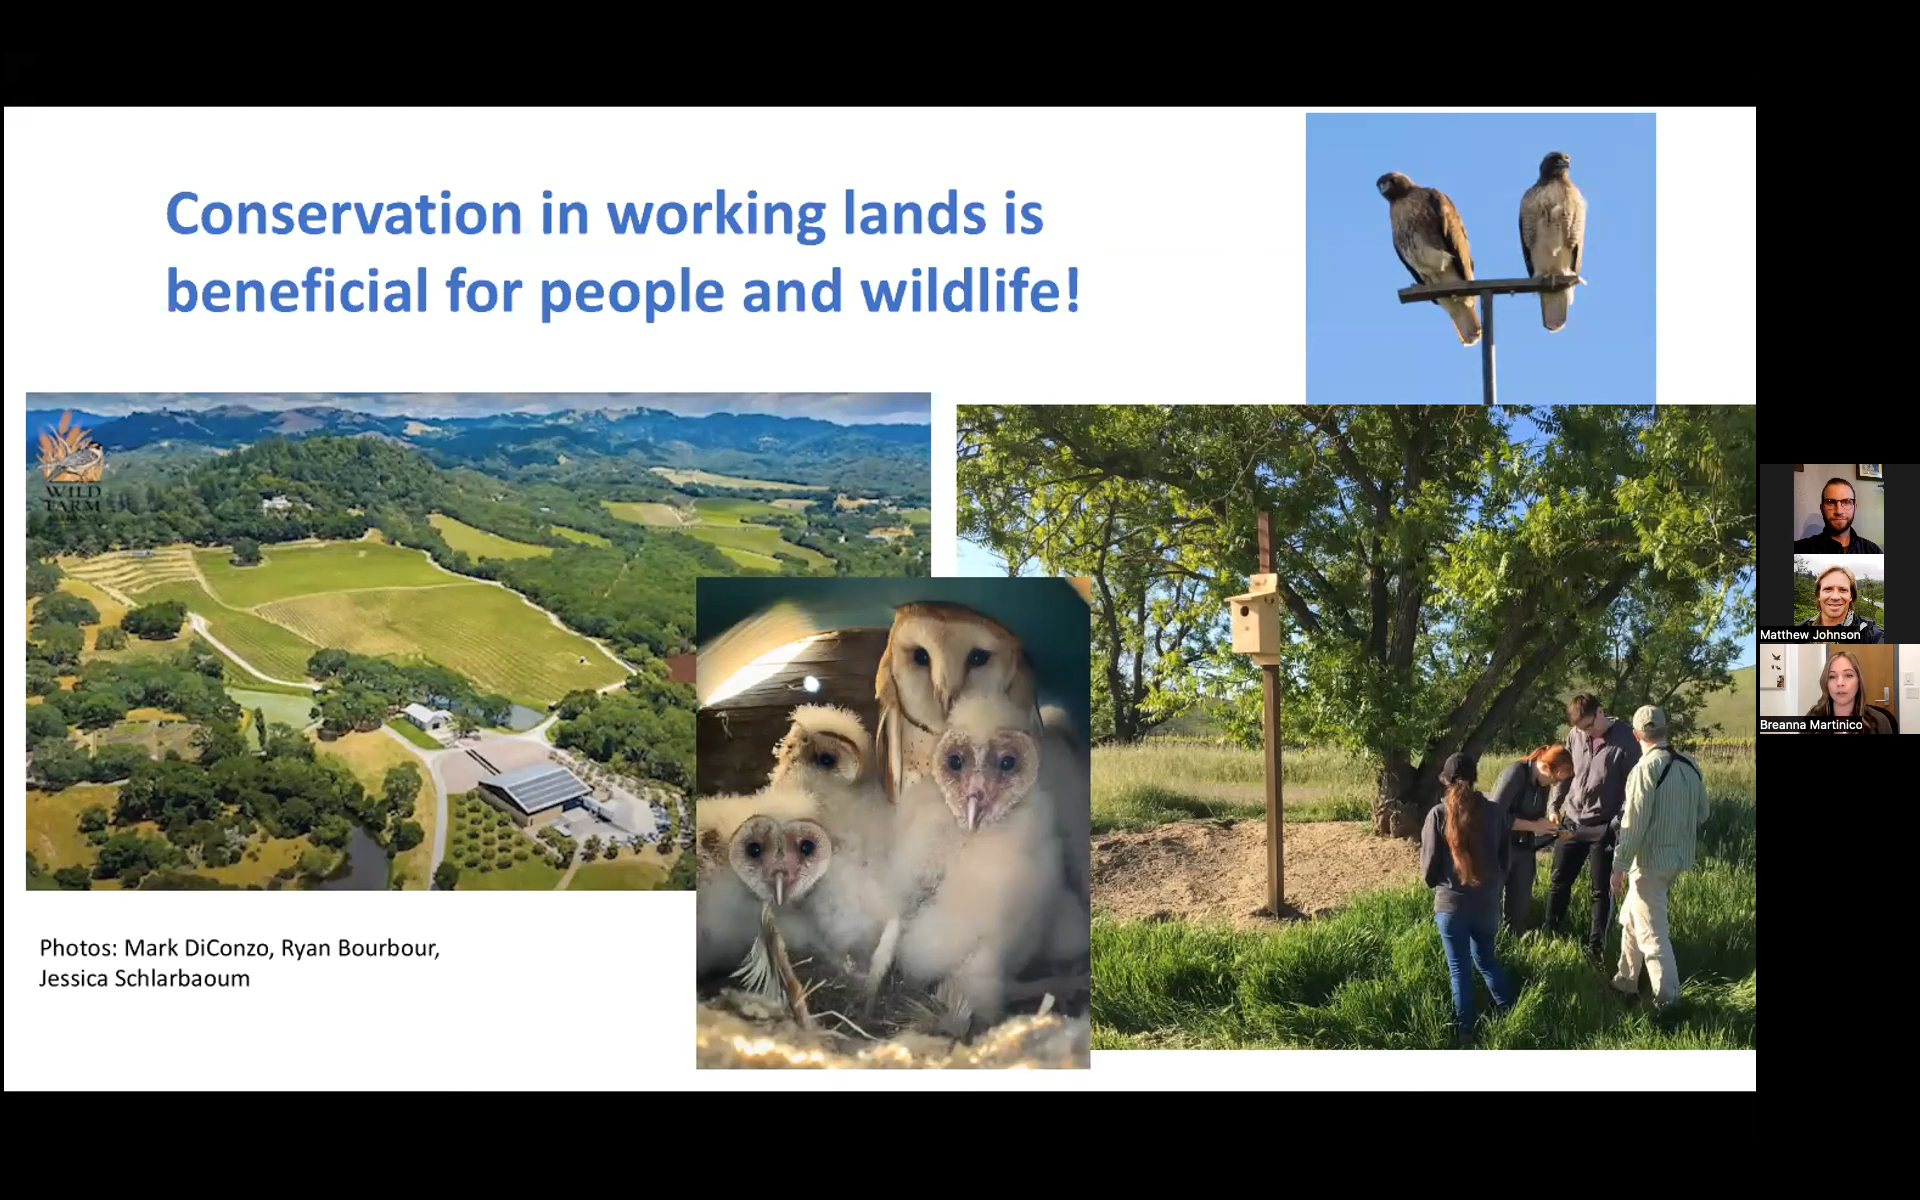 Conservation in working lands is
beneficial for people and wildlife!
WILD
FARM
Photos: Mark DiConzo, Ryan Bourbour,
Jessica Schlarbaoum
Matthew Johnson
Breanna Martinico